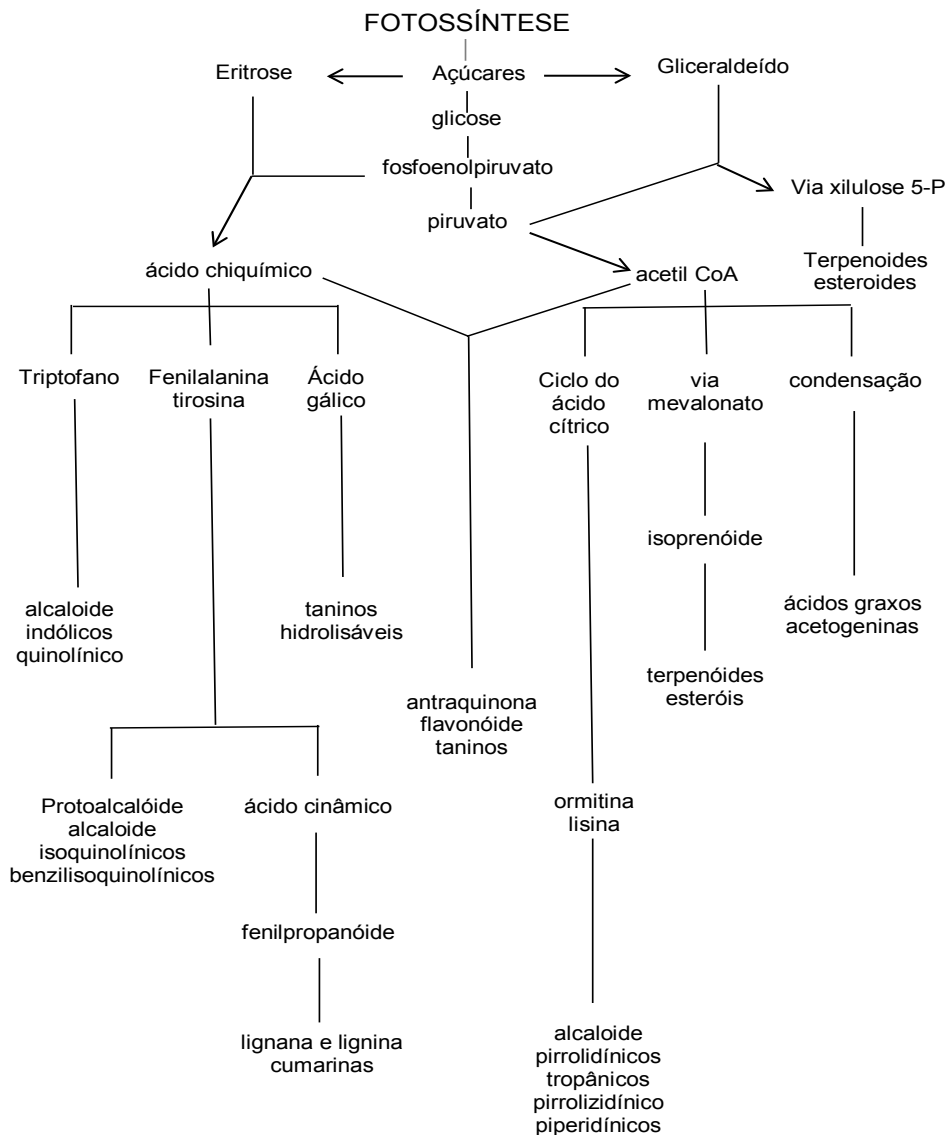 FOTOSSÍNTESE
Eritrose
Açúcares
Gliceraldeído
glicose
fosfoenolpiruvato
Via xilulose 5-P
piruvato
Terpenoides
esteroides
ácido chiquímico
acetil CoA
Triptofano
Fenilalanina
tirosina
Ácido
gálico
Ciclo do
ácido
cítrico
via
mevalonato
condensação
isoprenóide
alcaloide
indólicos
quinolínico
taninos
hidrolisáveis
ácidos graxos
acetogeninas
terpenóides
esteróis
antraquinona
flavonóide
taninos
Protoalcalóide
alcaloide
isoquinolínicos
benzilisoquinolínicos
ácido cinâmico
ormitina
lisina
fenilpropanóide
lignana e lignina
cumarinas
alcaloide
pirrolidínicos
tropânicos
pirrolizidínico
piperidínicos